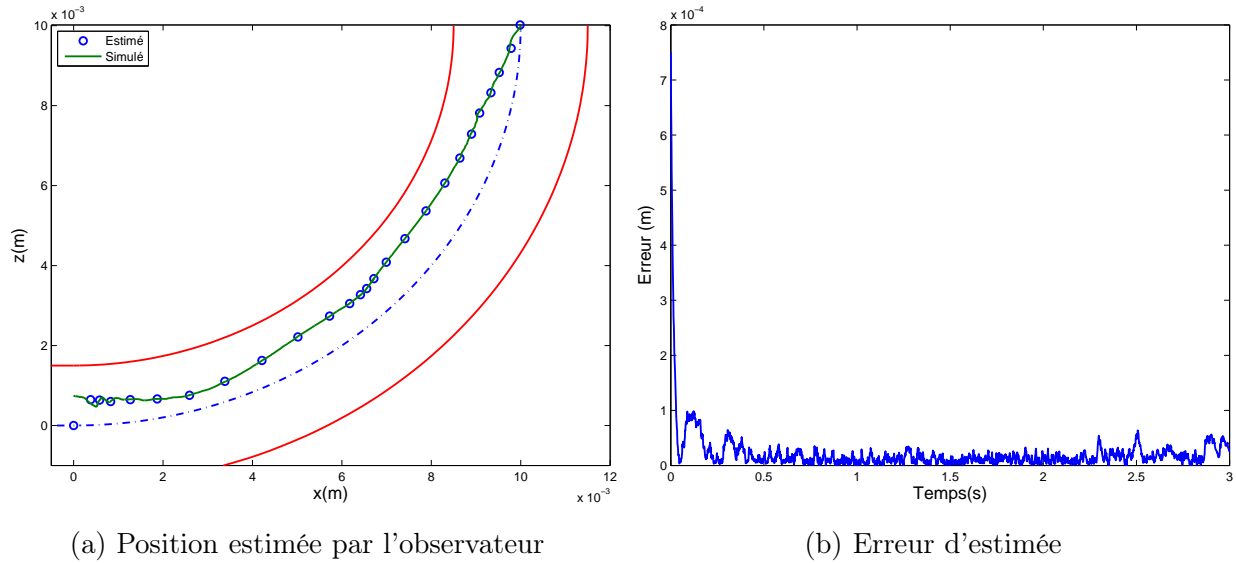 x 10⁻³
10
8
6
4
2
0
z(m)
Estimé
Simulé
0
2
4
6
8
10
12
x(m)
x 10⁻³
(a) Position estimée par l'observateur
x 10⁻⁴
8
7
6
5
4
3
2
1
0
Erreur (m)
0
0.5
1
1.5
2
2.5
3
Temps(s)
(b) Erreur d'estimée